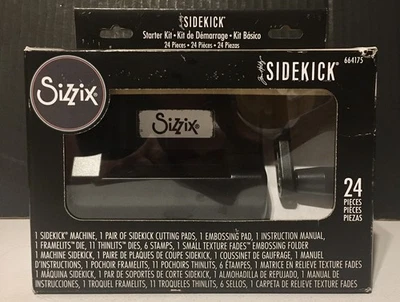 SIDEKICK®
Starter Kit • Kit de Démarrage • Kit Básico
24 Pieces • 24 Pièces • 24 Piezas
Tim Holtz SIDEKICK®
664175
Sizzix®
Sizzix®
24
PIECES
PIÈCES
PIEZAS
1 SIDEKICK® MACHINE, 1 PAIR OF SIDEKICK CUTTING PADS, 1 EMBOSSING PAD, 1 INSTRUCTION MANUAL,
1 FRAMELITS™ DIE, 11 THINLITS™ DIES, 6 STAMPS, 1 SMALL TEXTURE FADES™ EMBOSSING FOLDER
1 MACHINE SIDEKICK, 1 PAIRE DE PLAQUES DE COUPE SIDEKICK, 1 COUSSINET DE GAUFRAGE, 1 MANUEL
D'INSTRUCTIONS, 1 POCHOIR FRAMELITS, 11 POCHOIRS THINLITS, 6 ÉTAMPES, 1 MATRICE EN RELIEVE TEXTURE FADES
1 MÁQUINA SIDEKICK, 1 PAR DE SOPORTES DE CORTE SIDEKICK, 1 ALMOHADILLA DE REPUJADO, 1 MANUAL DE
INSTRUCCIONES, 1 TROQUEL FRAMELITS, 11 TROQUELES THINLITS, 6 SELLOS, 1 CARPETA DE RELIEVE TEXTURE FADES